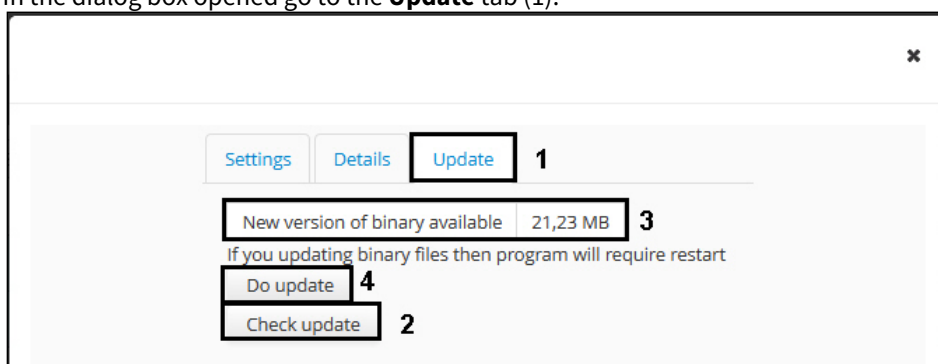 In the dialog box opened go to the Update tab (1).
✖
Settings Details Update 1
New version of binary available 21,23 MB 3
If you updating binary files then program will require restart
Do update 4
Check update 2